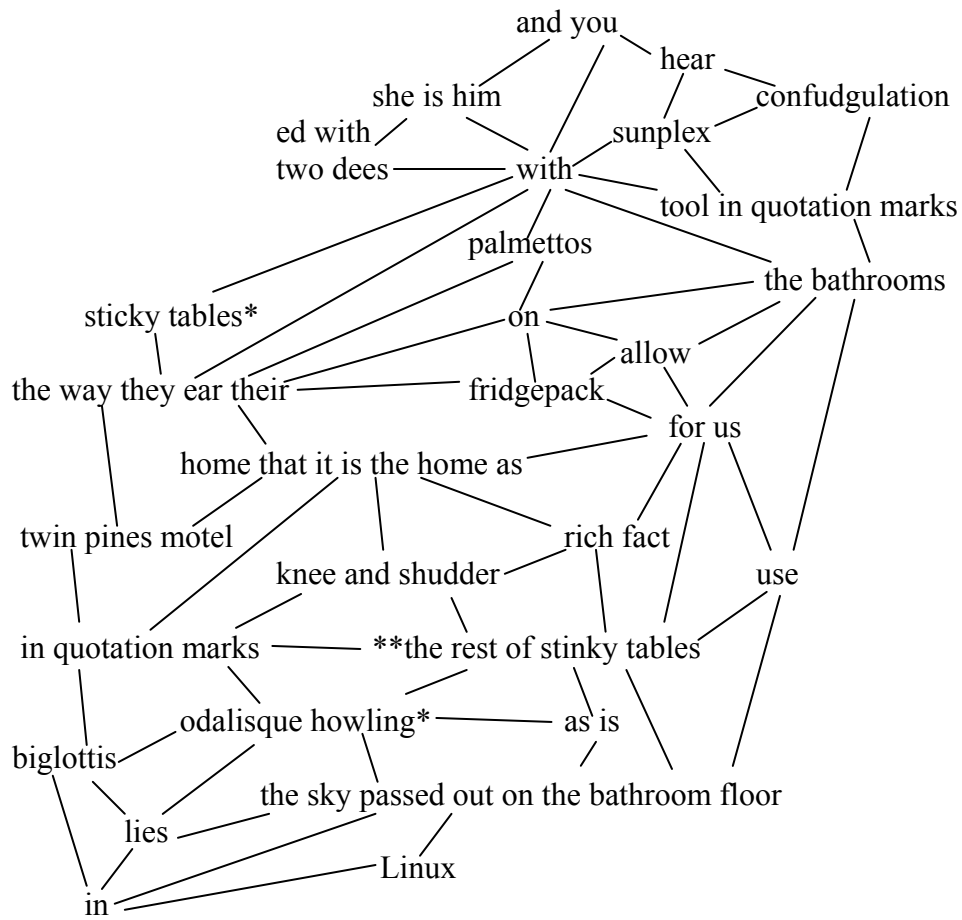 and you
hear
she is him
confudgulation
ed with
sunplex
two dees
with
tool in quotation marks
palmettos
the bathrooms
sticky tables*
on
allow
the way they ear their
fridgepack
for us
home that it is the home as
twin pines motel
rich fact
knee and shudder
use
in quotation marks
**the rest of stinky tables
odalisque howling*
as is
biglottis
the sky passed out on the bathroom floor
lies
Linux
in